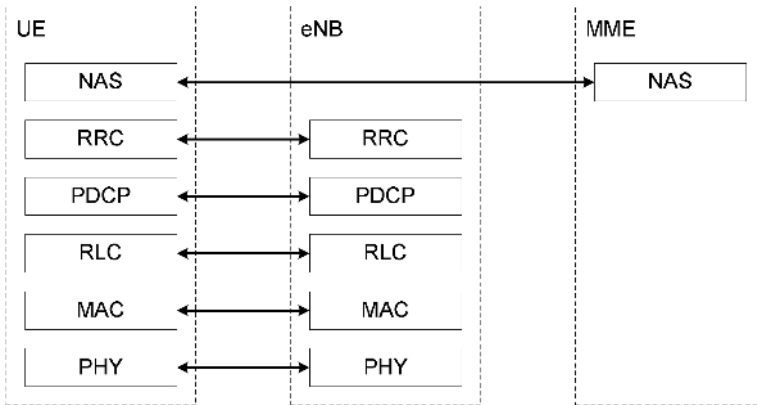 UE eNB MME
NAS NAS
RRC RRC
PDCP PDCP
RLC RLC
MAC MAC
PHY PHY